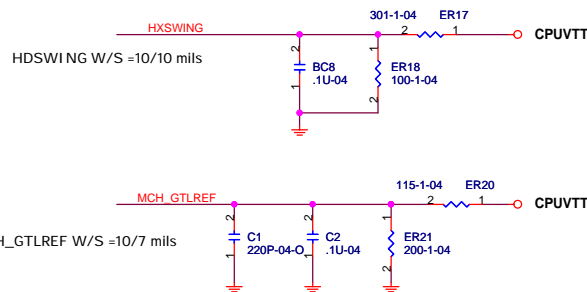 HXSWING
301-1-04 ER17
2 1
CPUVTT
HDSWING W/S =10/10 mils
2
BC8
.1U-04
1
1
ER18
100-1-04
2
MCH_GTLREF
115-1-04 ER20
2 1
CPUVTT
H_GTLREF W/S =10/7 mils
2
C1
220P-04-O
1
2
C2
.1U-04
1
1
ER21
200-1-04
2